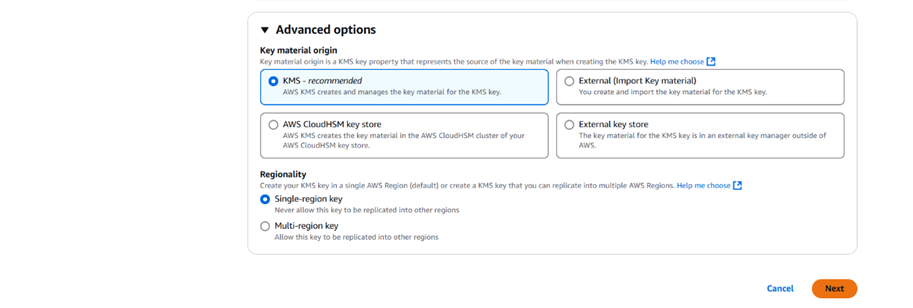 Advanced options
Key material origin
Key material origin is a KMS key property that represents the source of the key material when creating the KMS key. Help me choose
KMS - recommended
AWS KMS creates and manages the key material for the KMS key.
External (Import Key material)
You create and import the key material for the KMS key.
AWS CloudHSM key store
AWS KMS creates the key material in the AWS CloudHSM cluster of your
AWS CloudHSM key store.
External key store
The key material for the KMS key is in an external key manager outside of
AWS.
Regionality
Create your KMS key in a single AWS Region (default) or create a KMS key that you can replicate into multiple AWS Regions. Help me choose
Single-region key
Never allow this key to be replicated into other regions
Multi-region key
Allow this key to be replicated into other regions
Cancel Next